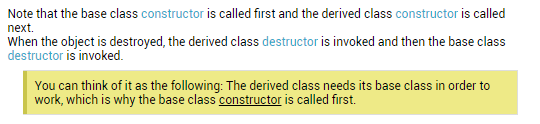 Note that the base class constructor is called first and the derived class constructor is called
next.
When the object is destroyed, the derived class destructor is invoked and then the base class
destructor is invoked.
You can think of it as the following: The derived class needs its base class in order to
work, which is why the base class constructor is called first.